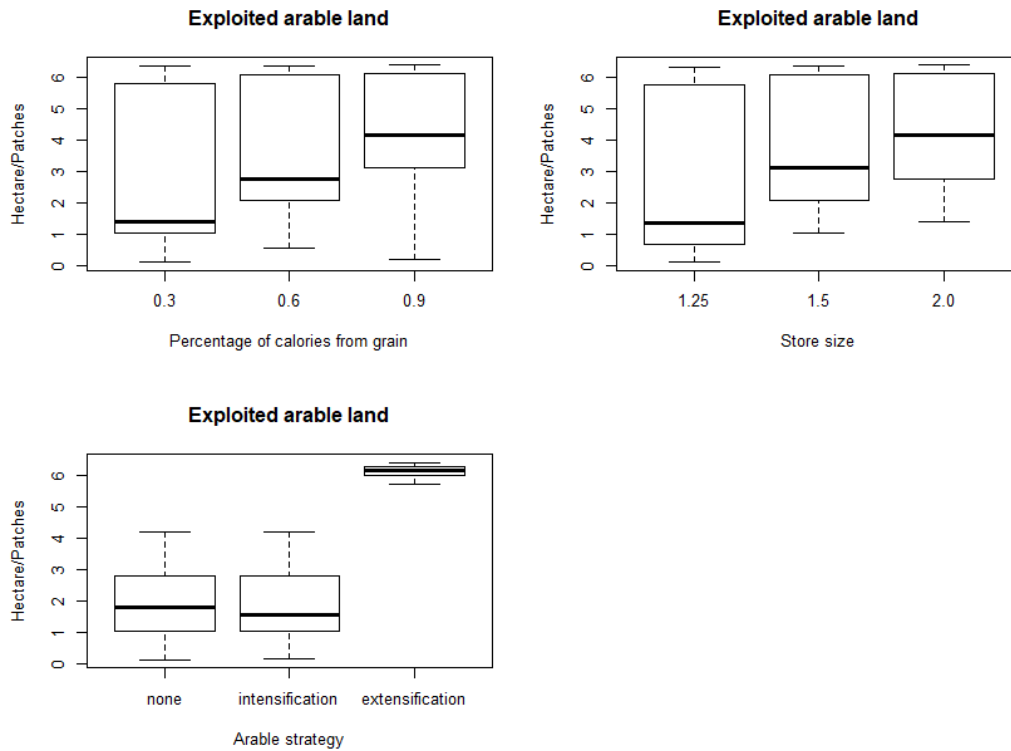 Exploited arable land
Hectare/Patches
6
5
4
3
2
1
0
0.3 0.6 0.9
Percentage of calories from grain
Exploited arable land
Hectare/Patches
6
5
4
3
2
1
0
1.25 1.5 2.0
Store size
Exploited arable land
Hectare/Patches
6
5
4
3
2
1
0
none intensification extensification
Arable strategy